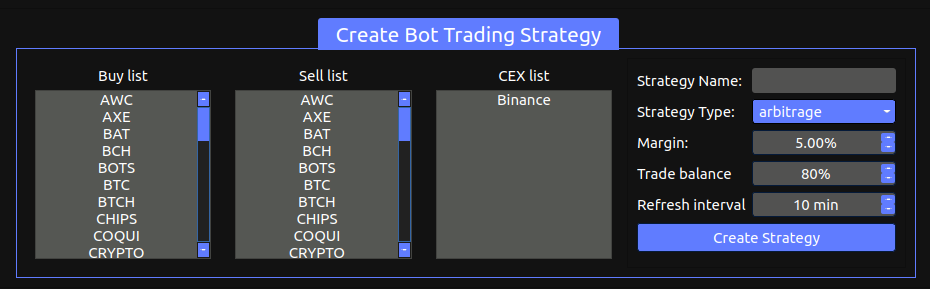 Create Bot Trading Strategy
Buy list
AWC
AXE
BAT
BCH
BOTS
BTC
BTCH
CHIPS
COQUI
CRYPTO
Sell list
AWC
AXE
BAT
BCH
BOTS
BTC
BTCH
CHIPS
COQUI
CRYPTO
CEX list
Binance
Strategy Name:
Strategy Type: arbitrage
Margin: 5.00%
Trade balance 80%
Refresh interval 10 min
Create Strategy